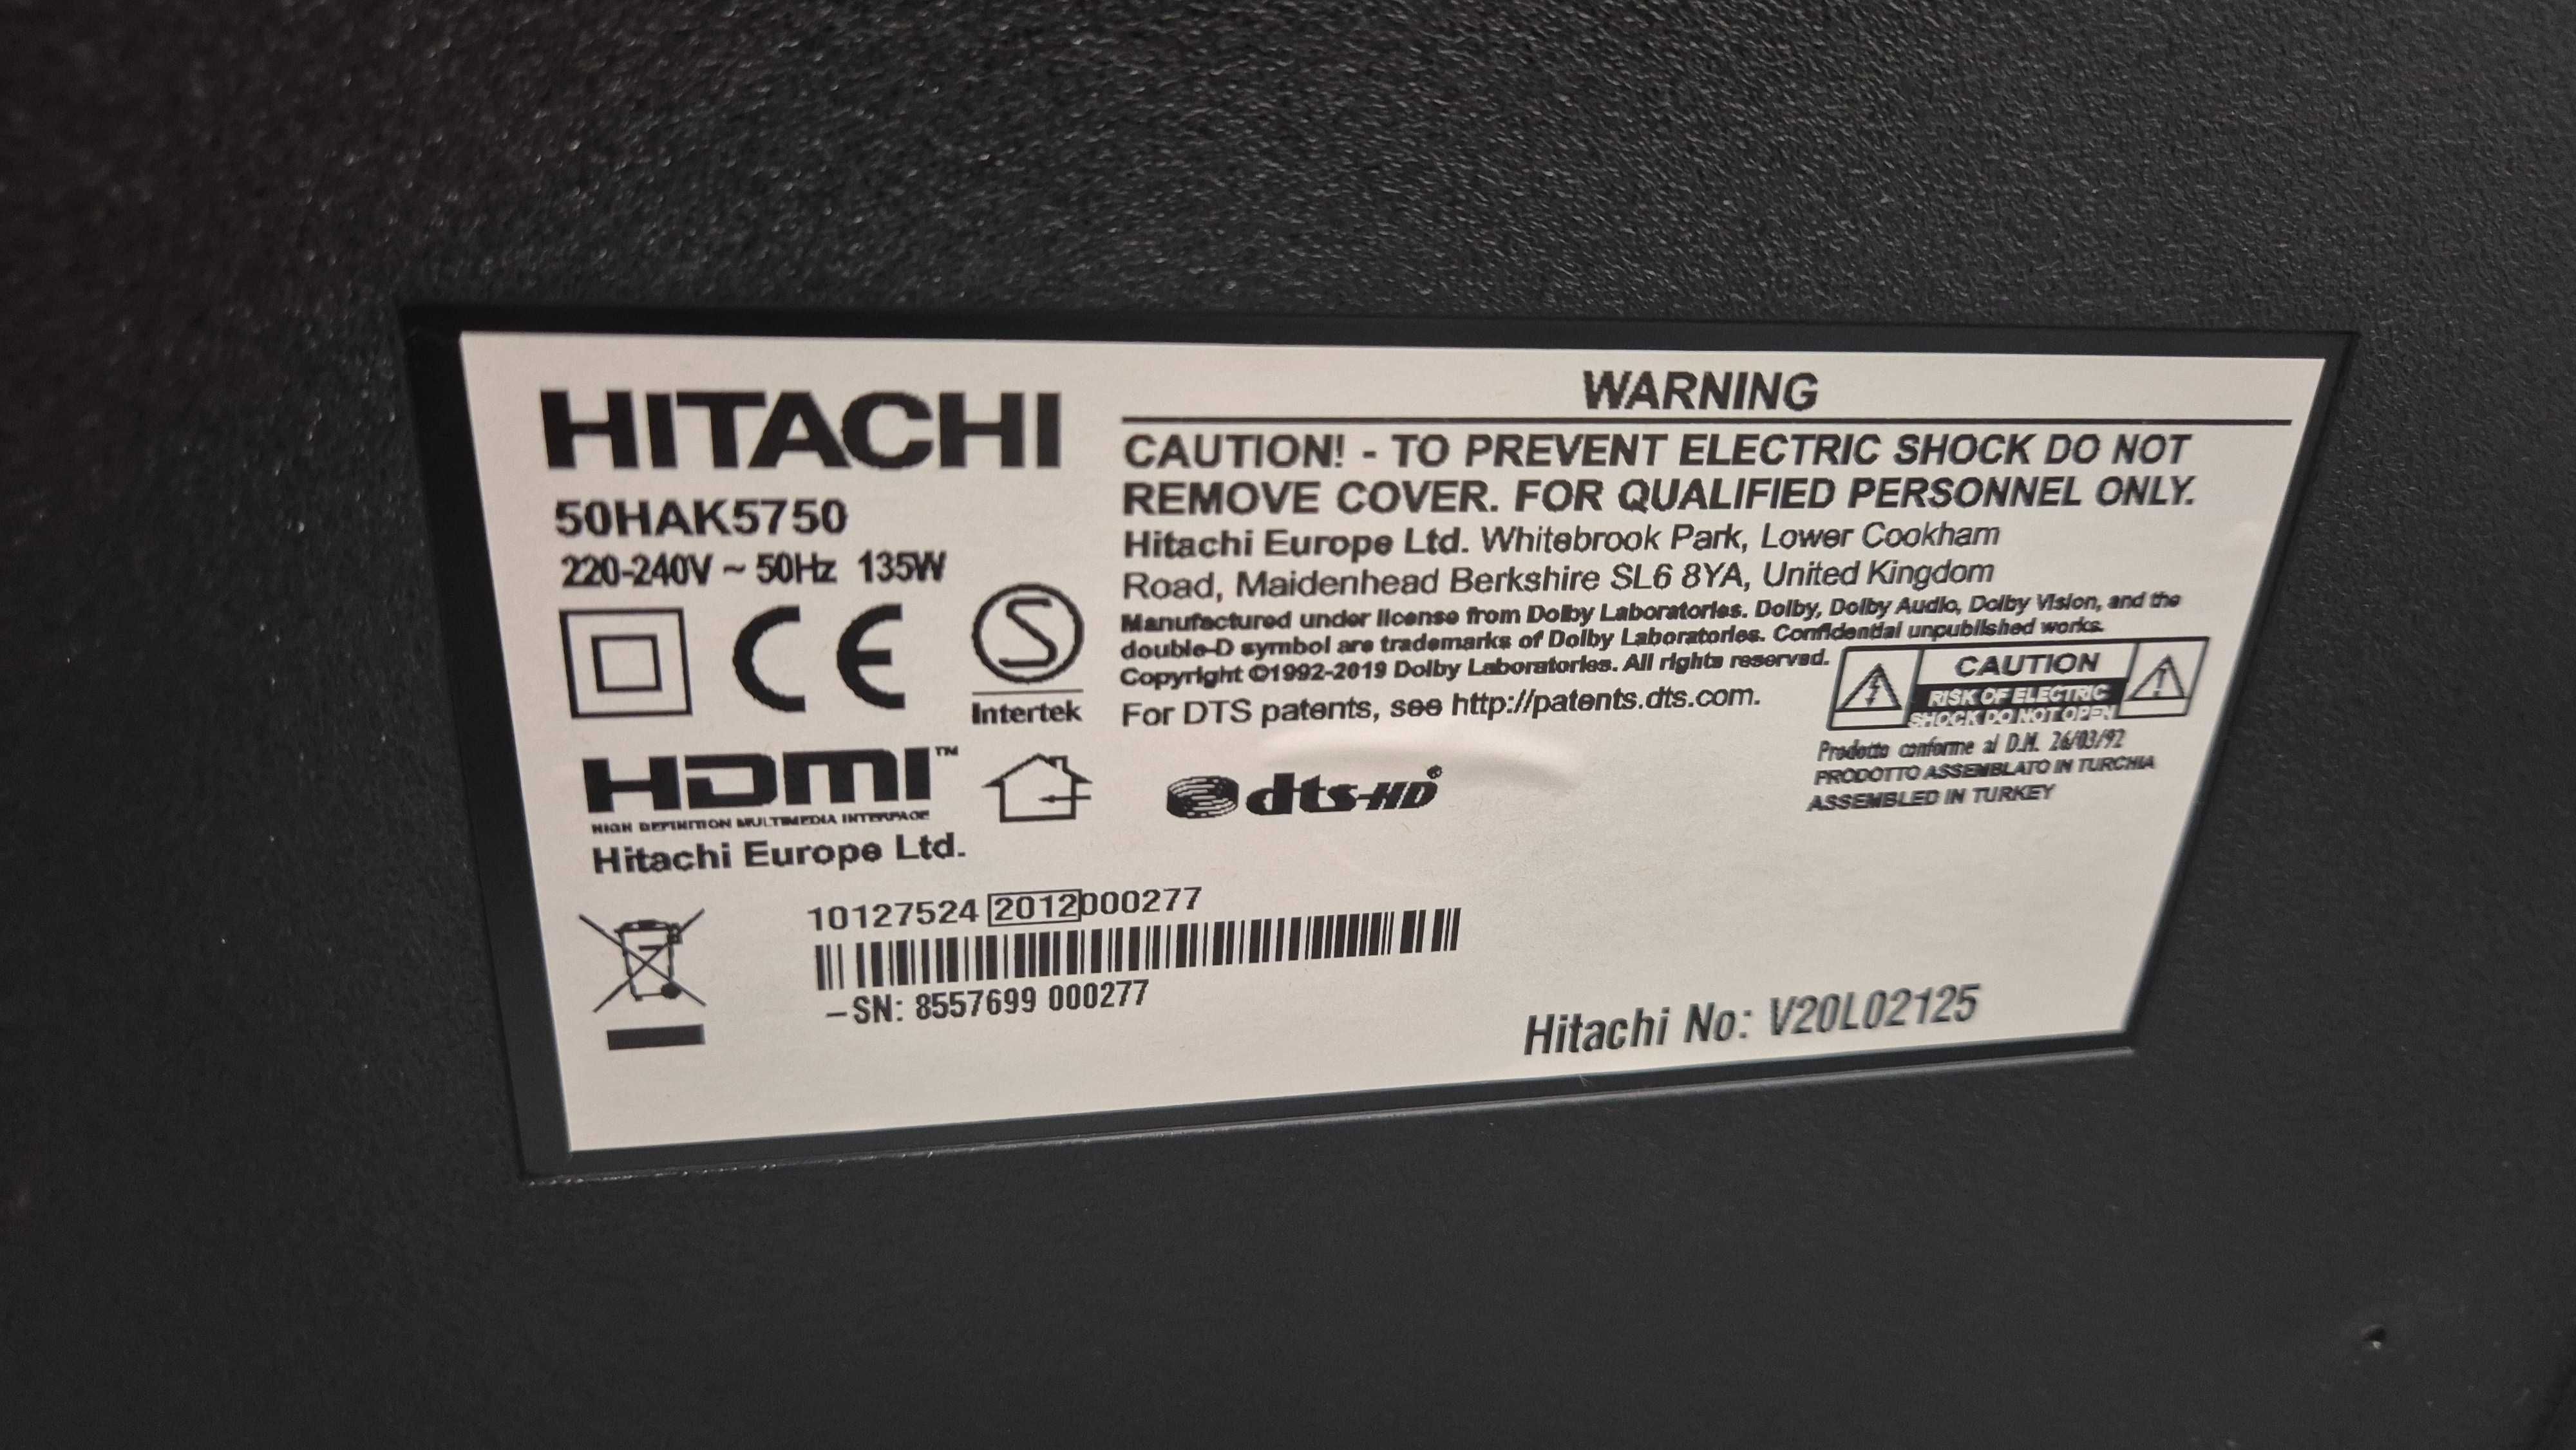 HITACHI
50HAK5750
220-240V ~ 50Hz 135W
CE
S
Intertek
HDMI™
HIGH DEFINITION MULTIMEDIA INTERFACE
Hitachi Europe Ltd.
WARNING
CAUTION! - TO PREVENT ELECTRIC SHOCK DO NOT
REMOVE COVER. FOR QUALIFIED PERSONNEL ONLY.
Hitachi Europe Ltd. Whitebrook Park, Lower Cookham
Road, Maidenhead Berkshire SL6 8YA, United Kingdom
Manufactured under license from Dolby Laboratories. Dolby, Dolby Audio, Dolby Vision, and the
double-D symbol are trademarks of Dolby Laboratories. Confidential unpublished works.
Copyright ©1992-2019 Dolby Laboratories. All rights reserved.
For DTS patents, see http://patents.dts.com.
CAUTION
RISK OF ELECTRIC
SHOCK DO NOT OPEN
Prodotto conforme al D.M. 26/03/92
PRODOTTO ASSEMBLATO IN TURCHIA
ASSEMBLED IN TURKEY
dts-HD®
10127524 2012000277
–SN: 8557699 000277
Hitachi No: V20L02125